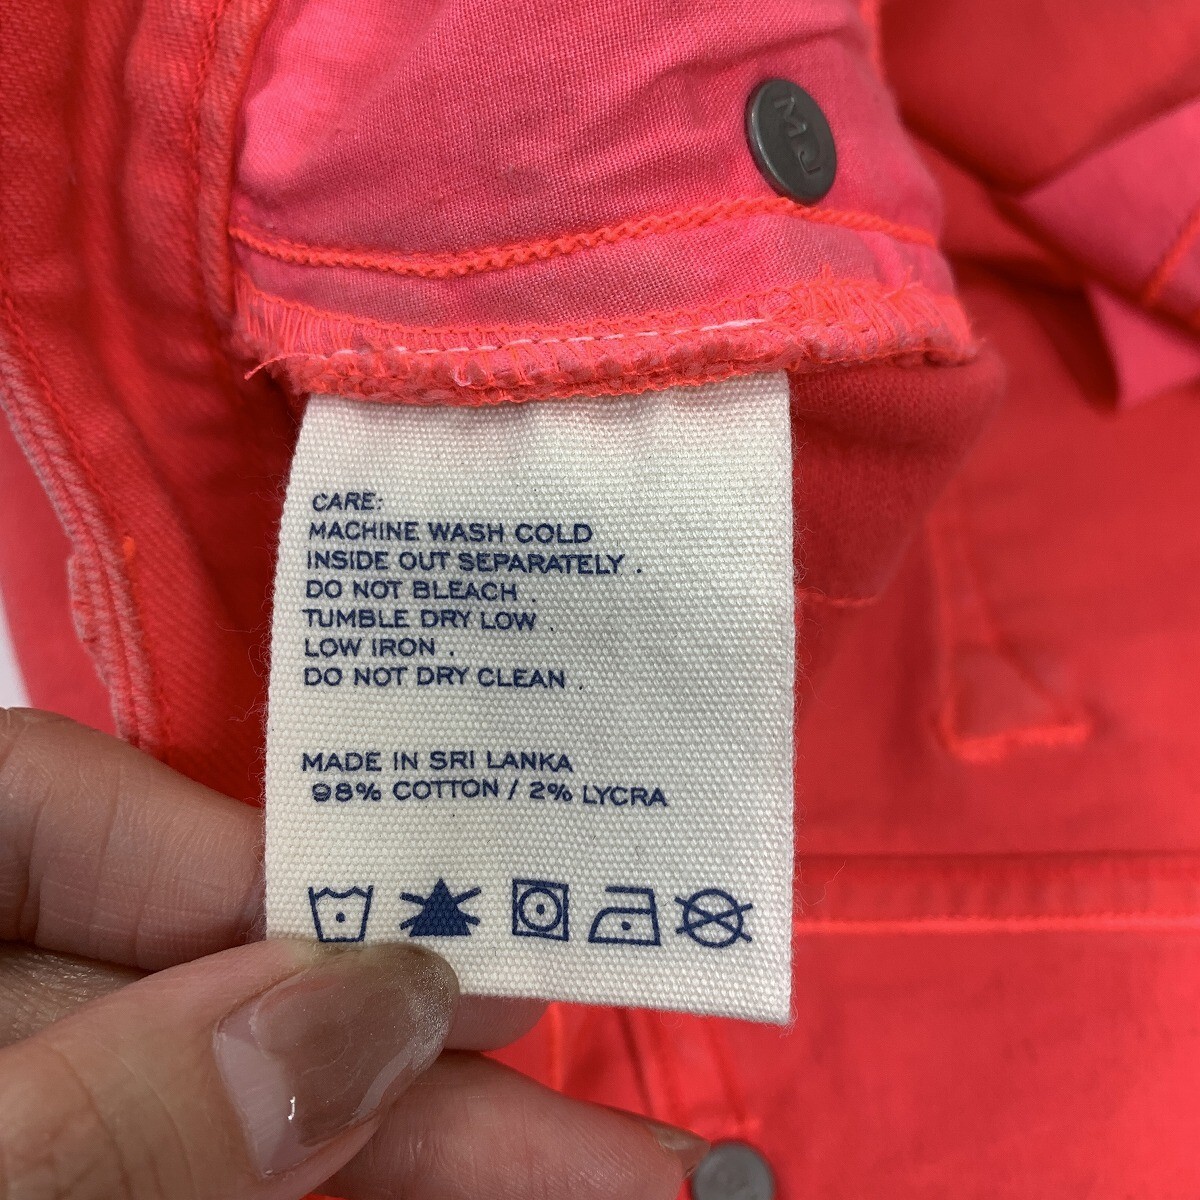 MJ
CARE:
MACHINE WASH COLD
INSIDE OUT SEPARATELY .
DO NOT BLEACH .
TUMBLE DRY LOW .
LOW IRON .
DO NOT DRY CLEAN .
MADE IN SRI LANKA
98% COTTON / 2% LYCRA